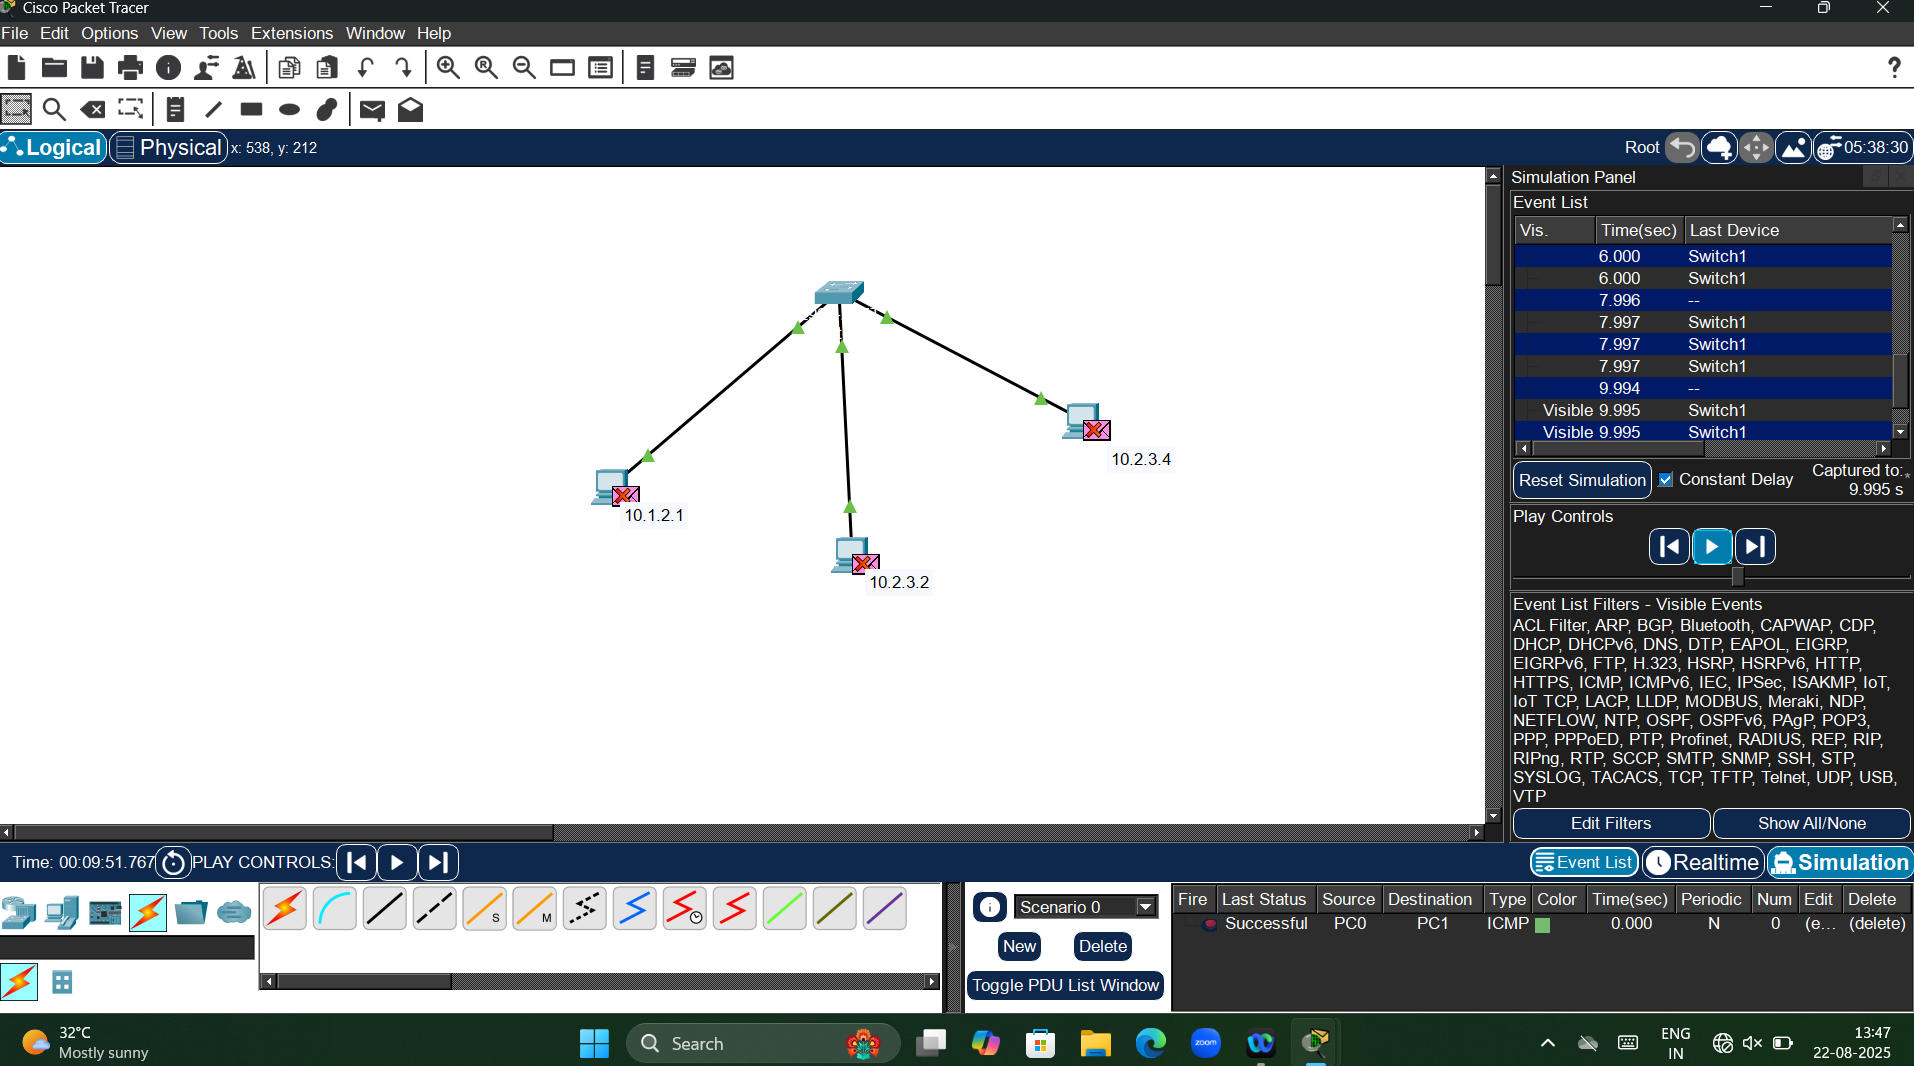 Cisco Packet Tracer
File Edit Options View Tools Extensions Window Help
?
Logical Physical x: 538, y: 212 Root 05:38:30
Simulation Panel
Event List
Vis. Time(sec) Last Device
6.000 Switch1
6.000 Switch1
7.996 --
7.997 Switch1
7.997 Switch1
7.997 Switch1
9.994 --
Visible 9.995 Switch1
Visible 9.995 Switch1
Reset Simulation Constant Delay Captured to:*
9.995 s
Play Controls
10.2.3.4
10.1.2.1
10.2.3.2
Event List Filters - Visible Events
ACL Filter, ARP, BGP, Bluetooth, CAPWAP, CDP,
DHCP, DHCPv6, DNS, DTP, EAPOL, EIGRP,
EIGRPv6, FTP, H.323, HSRP, HSRPv6, HTTP,
HTTPS, ICMP, ICMPv6, IEC, IPSec, ISAKMP, IoT,
IoT TCP, LACP, LLDP, MODBUS, Meraki, NDP,
NETFLOW, NTP, OSPF, OSPFv6, PAgP, POP3,
PPP, PPPoED, PTP, Profinet, RADIUS, REP, RIP,
RIPng, RTP, SCCP, SMTP, SNMP, SSH, STP,
SYSLOG, TACACS, TCP, TFTP, Telnet, UDP, USB,
VTP
Edit Filters Show All/None
Time: 00:09:51.767 PLAY CONTROLS: Event List Realtime Simulation
S M
Scenario 0
New Delete
Toggle PDU List Window
Fire Last Status Source Destination Type Color Time(sec) Periodic Num Edit Delete
Successful PC0 PC1 ICMP 0.000 N 0 (e... (delete)
32°C
Mostly sunny
Search
zoom
ENG
IN
13:47
22-08-2025